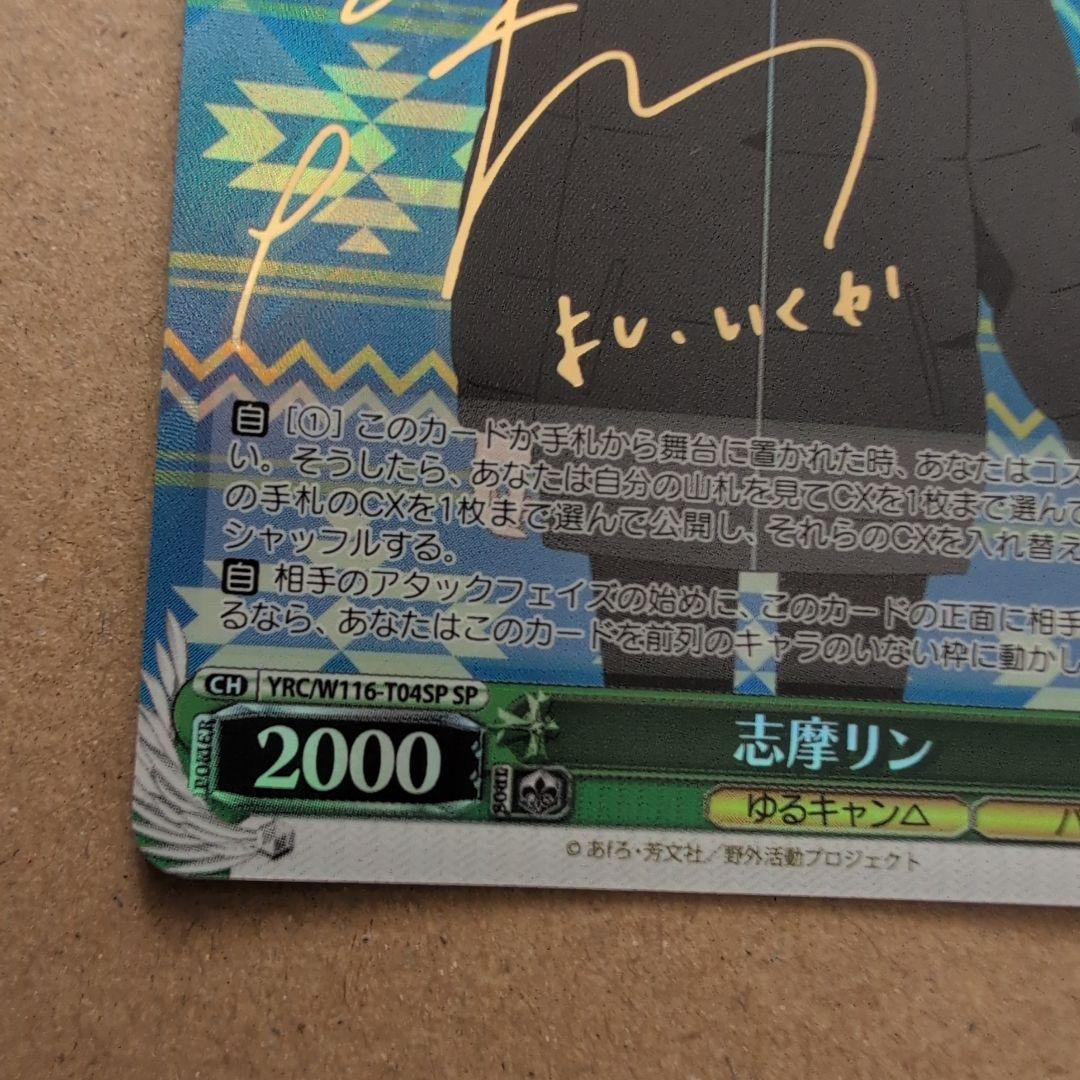 よし、いくか
自 [①] このカードが手札から舞台に置かれた時、あなたはコス
い。そうしたら、あなたは自分の山札を見てCXを1枚まで選んで
の手札のCXを1枚まで選んで公開し、それらのCXを入れ替え
シャッフルする。
自 相手のアタックフェイズの始めに、このカードの正面に相手
るなら、あなたはこのカードを前列のキャラのいない枠に動かし
CH YRC/W116-T04SP SP
POWER 2000 志摩リン
SOUL ゆるキャン△
©あfろ・芳文社/野外活動プロジェクト